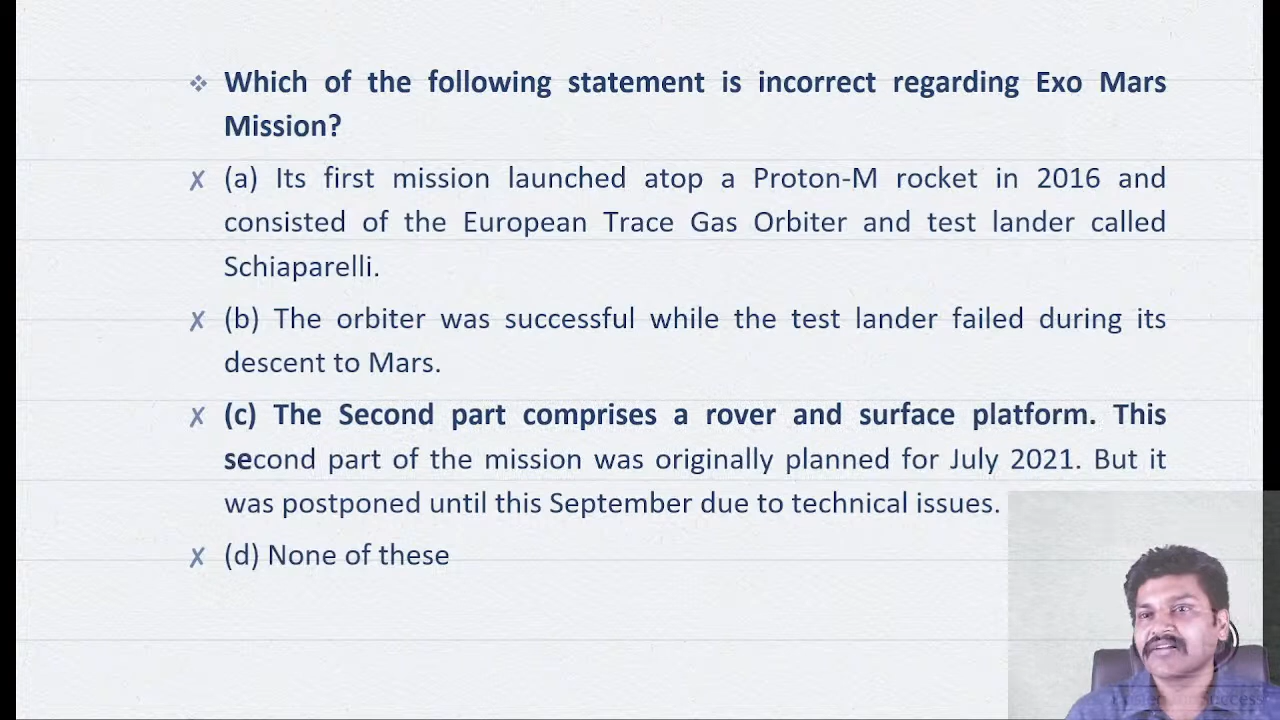 ❖ Which of the following statement is incorrect regarding Exo Mars
Mission?
✗ (a) Its first mission launched atop a Proton-M rocket in 2016 and
consisted of the European Trace Gas Orbiter and test lander called
Schiaparelli.
✗ (b) The orbiter was successful while the test lander failed during its
descent to Mars.
✗ (c) The Second part comprises a rover and surface platform. This
second part of the mission was originally planned for July 2021. But it
was postponed until this September due to technical issues.
✗ (d) None of these
Success